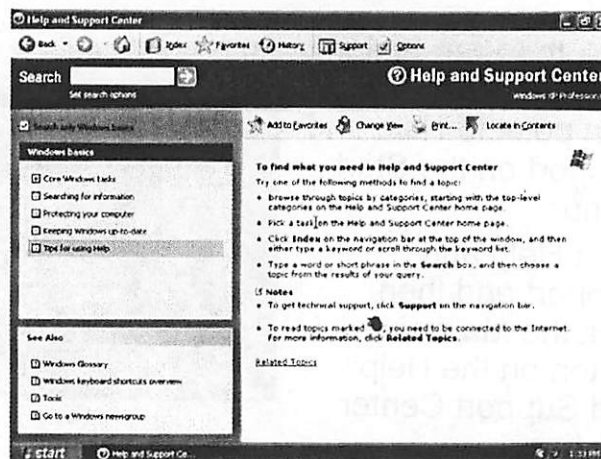 Help and Support Center
Back Index Favorites History Support Options
Search
Set search options
Help and Support Center
Windows XP Professional
Search only Windows basics
Add to Favorites Change View Print... Locate in Contents
Windows basics
Core Windows tasks
Searching for information
Protecting your computer
Keeping Windows up-to-date
Tips for using Help
See Also
Windows Glossary
Windows keyboard shortcuts overview
Tools
Go to a Windows newsgroup
To find what you need in Help and Support Center
Try one of the following methods to find a topic:
• Browse through topics by categories, starting with the top-level
categories on the Help and Support Center home page.
• Pick a task on the Help and Support Center home page.
• Click Index on the navigation bar at the top of the window, and then
either type a keyword or scroll through the keyword list.
• Type a word or short phrase in the Search box, and then choose a
topic from the results of your query.
Notes
• To get technical support, click Support on the navigation bar.
• To read topics marked , you need to be connected to the Internet.
For more information, click Related Topics.
Related Topics
start Help and Support Ce... 1:33 PM